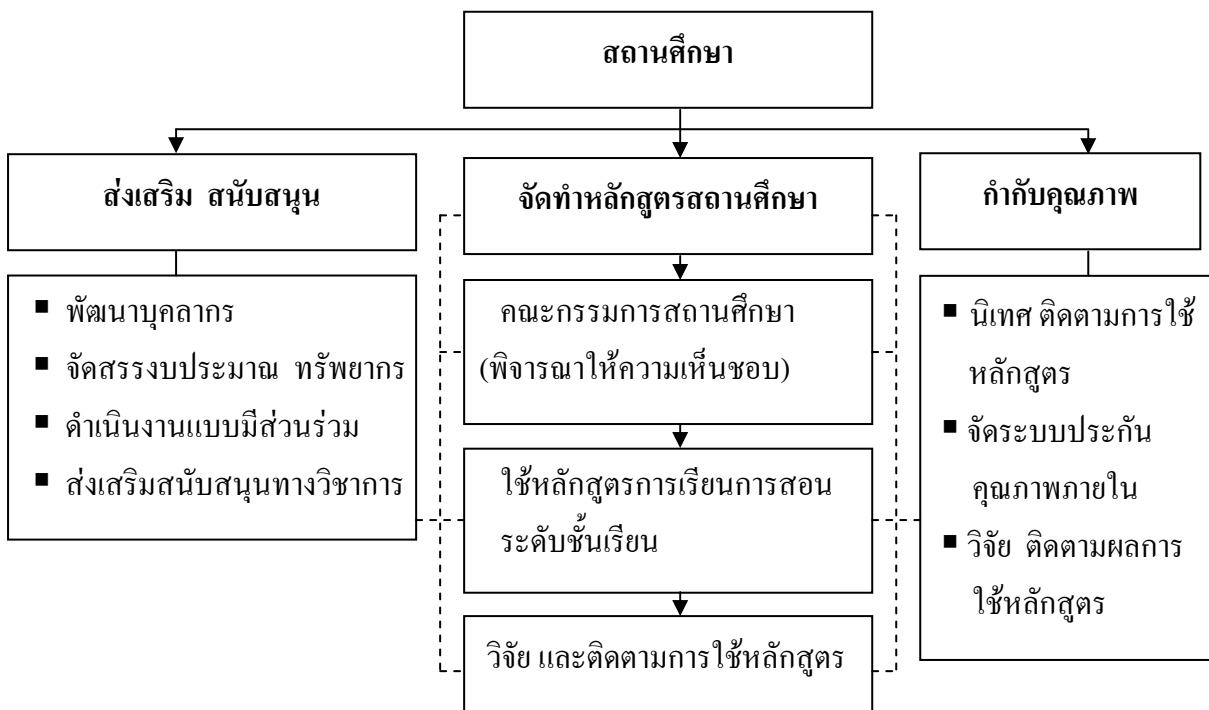 สถานศึกษา
ส่งเสริม สนับสนุน
■ พัฒนาบุคลากร
■ จัดสรรงบประมาณ ทรัพยากร
■ ดำเนินงานแบบมีส่วนร่วม
■ ส่งเสริมสนับสนุนทางวิชาการ
จัดทำหลักสูตรสถานศึกษา
คณะกรรมการสถานศึกษา
(พิจารณาให้ความเห็นชอบ)
ใช้หลักสูตรการเรียนการสอน
ระดับชั้นเรียน
วิจัย และติดตามการใช้หลักสูตร
กำกับคุณภาพ
■ นิเทศ ติดตามการใช้
หลักสูตร
■ จัดระบบประกัน
คุณภาพภายใน
■ วิจัย ติดตามผลการ
ใช้หลักสูตร